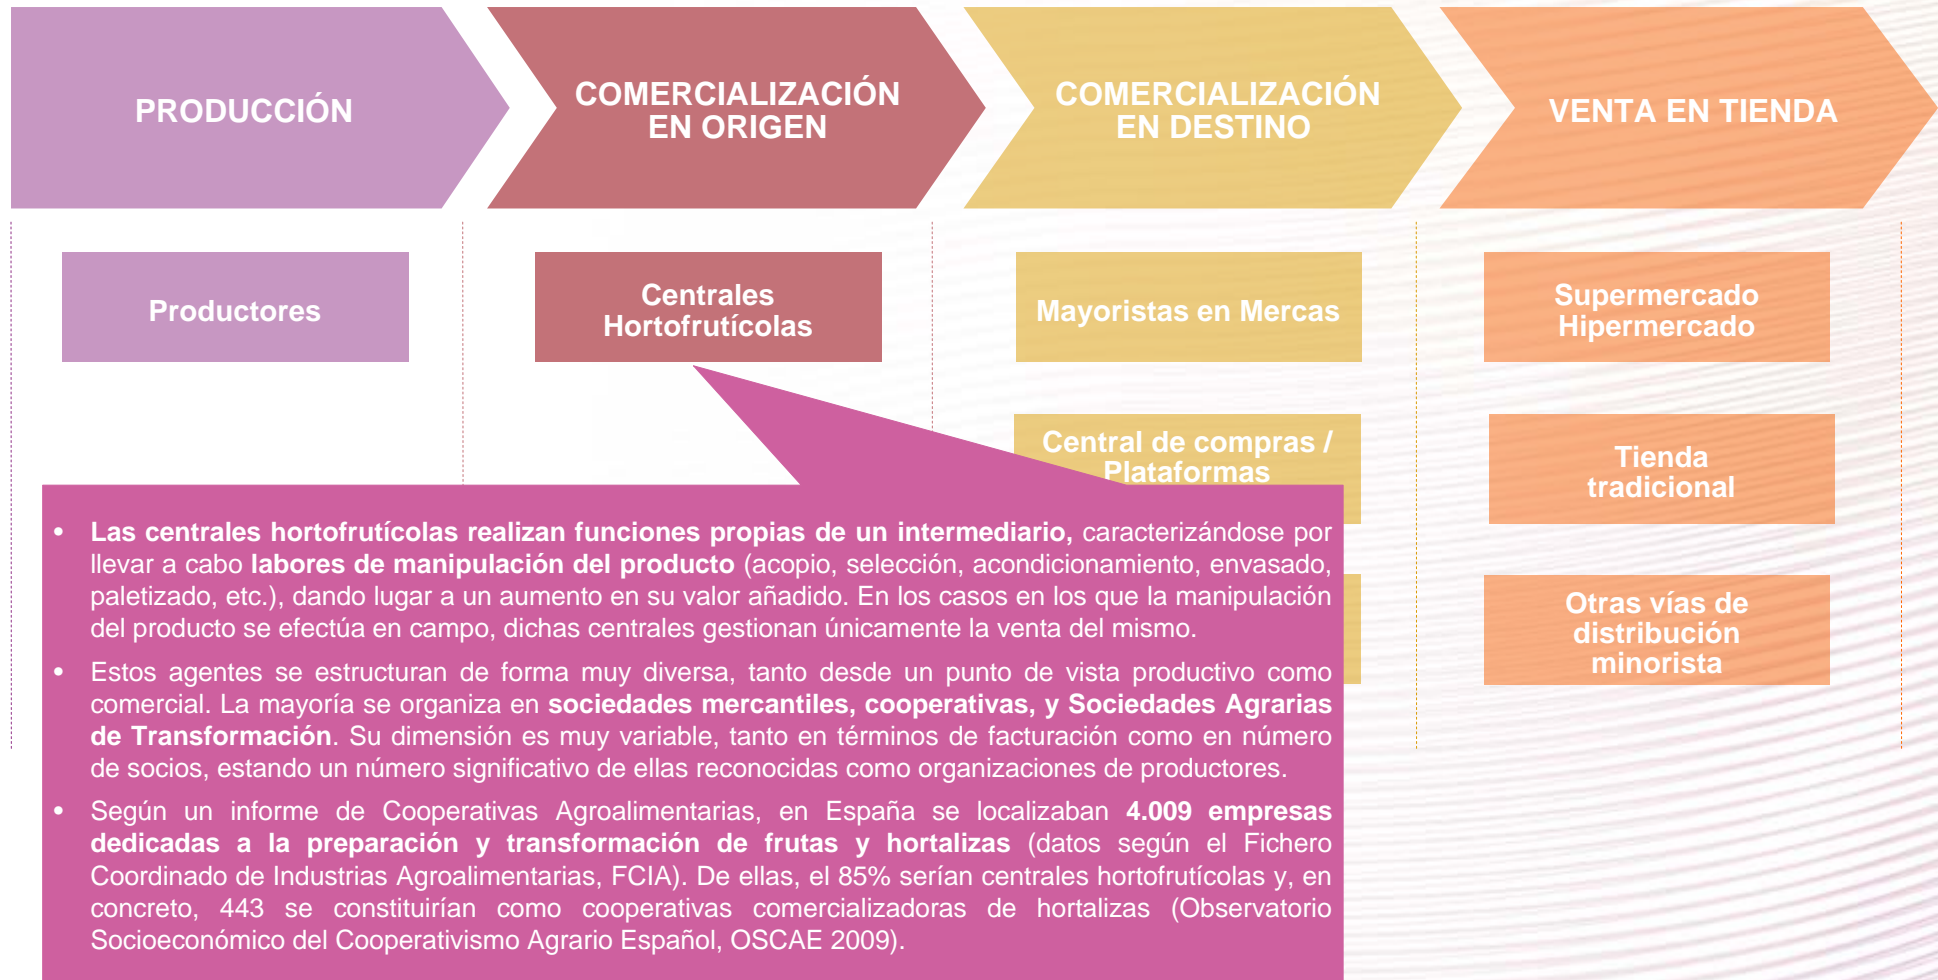 PRODUCCIÓN
COMERCIALIZACIÓN
EN ORIGEN
COMERCIALIZACIÓN
EN DESTINO
VENTA EN TIENDA
Productores
Centrales
Hortofrutícolas
Mayoristas en Mercas
Supermercado
Hipermercado
Central de compras /
Plataformas
Tienda
tradicional
Otras vías de
distribución
minorista
• Las centrales hortofrutícolas realizan funciones propias de un intermediario, caracterizándose por
llevar a cabo labores de manipulación del producto (acopio, selección, acondicionamiento, envasado,
paletizado, etc.), dando lugar a un aumento en su valor añadido. En los casos en los que la manipulación
del producto se efectúa en campo, dichas centrales gestionan únicamente la venta del mismo.
• Estos agentes se estructuran de forma muy diversa, tanto desde un punto de vista productivo como
comercial. La mayoría se organiza en sociedades mercantiles, cooperativas, y Sociedades Agrarias
de Transformación. Su dimensión es muy variable, tanto en términos de facturación como en número
de socios, estando un número significativo de ellas reconocidas como organizaciones de productores.
• Según un informe de Cooperativas Agroalimentarias, en España se localizaban 4.009 empresas
dedicadas a la preparación y transformación de frutas y hortalizas (datos según el Fichero
Coordinado de Industrias Agroalimentarias, FCIA). De ellas, el 85% serían centrales hortofrutícolas y, en
concreto, 443 se constituirían como cooperativas comercializadoras de hortalizas (Observatorio
Socioeconómico del Cooperativismo Agrario Español, OSCAE 2009).